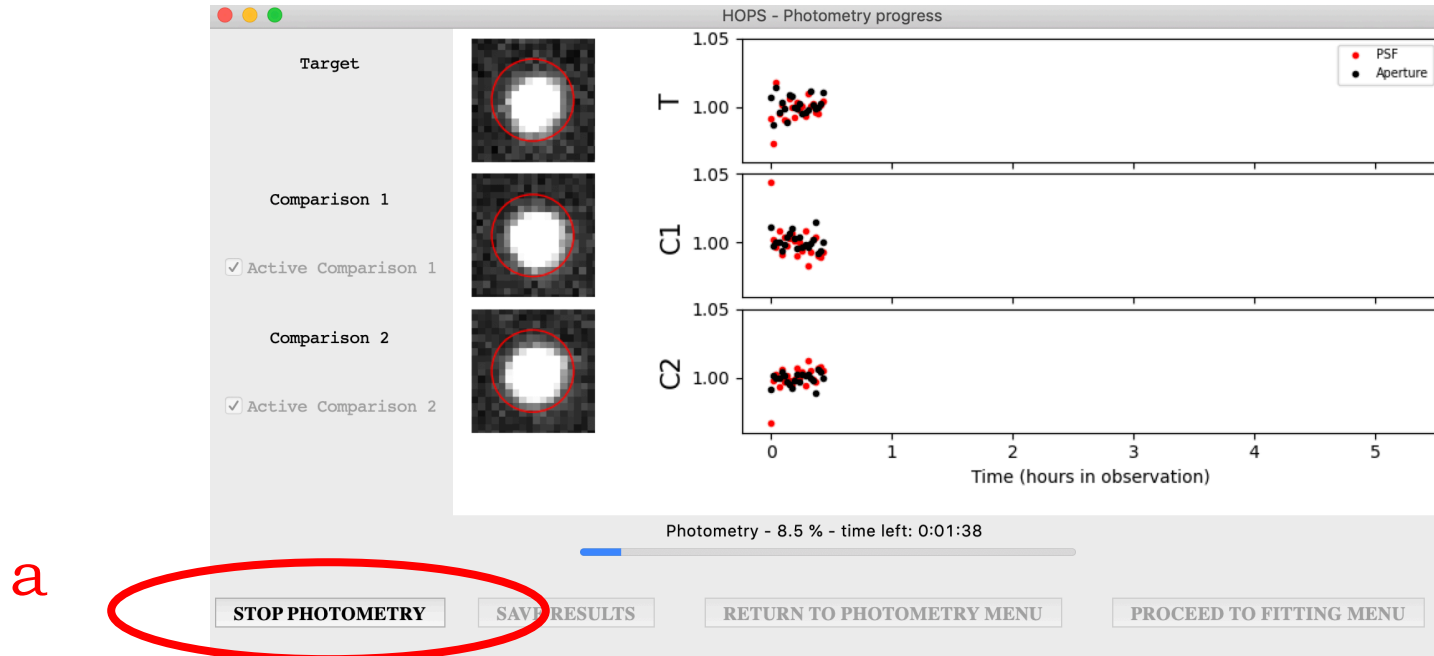 HOPS - Photometry progress
Target
Comparison 1
Active Comparison 1
Comparison 2
Active Comparison 2
T
1.05
1.00
PSF
Aperture
C1
1.05
1.00
C2
1.05
1.00
0 1 2 3 4 5
Time (hours in observation)
Photometry - 8.5 % - time left: 0:01:38
a
STOP PHOTOMETRY SAVE RESULTS RETURN TO PHOTOMETRY MENU PROCEED TO FITTING MENU